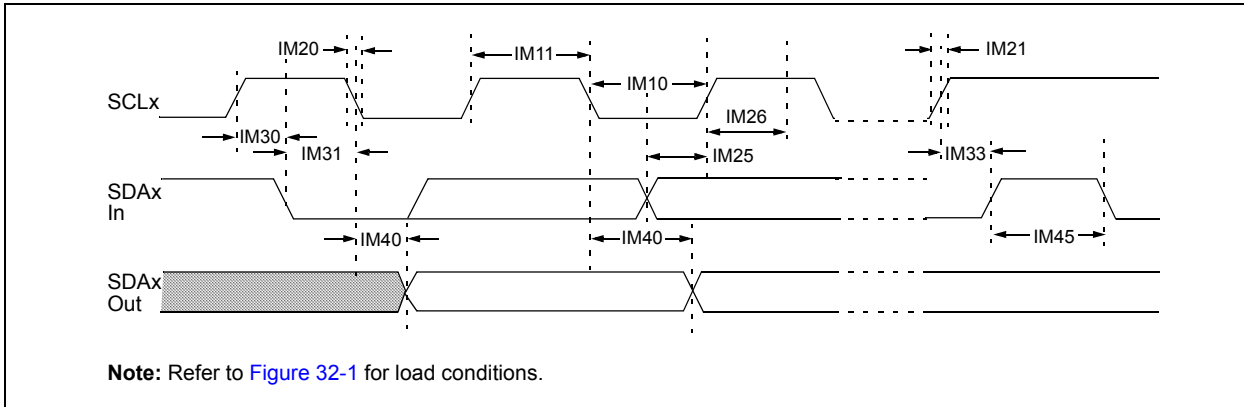 IM20
IM11
IM21
IM10
SCLx
IM26
IM30
IM31
IM25
IM33
SDAx
In
IM40
IM40
IM45
SDAx
Out
Note: Refer to Figure 32-1 for load conditions.